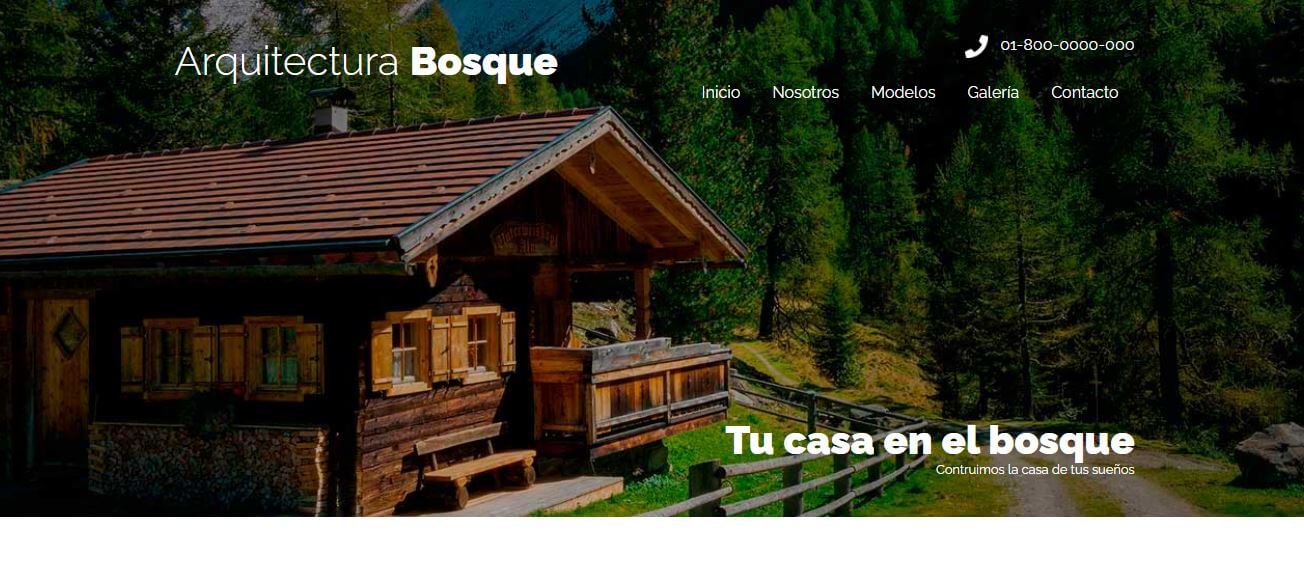 Arquitectura Bosque
01-800-0000-000
Inicio Nosotros Modelos Galería Contacto
Tu casa en el bosque
Contruimos la casa de tus sueños